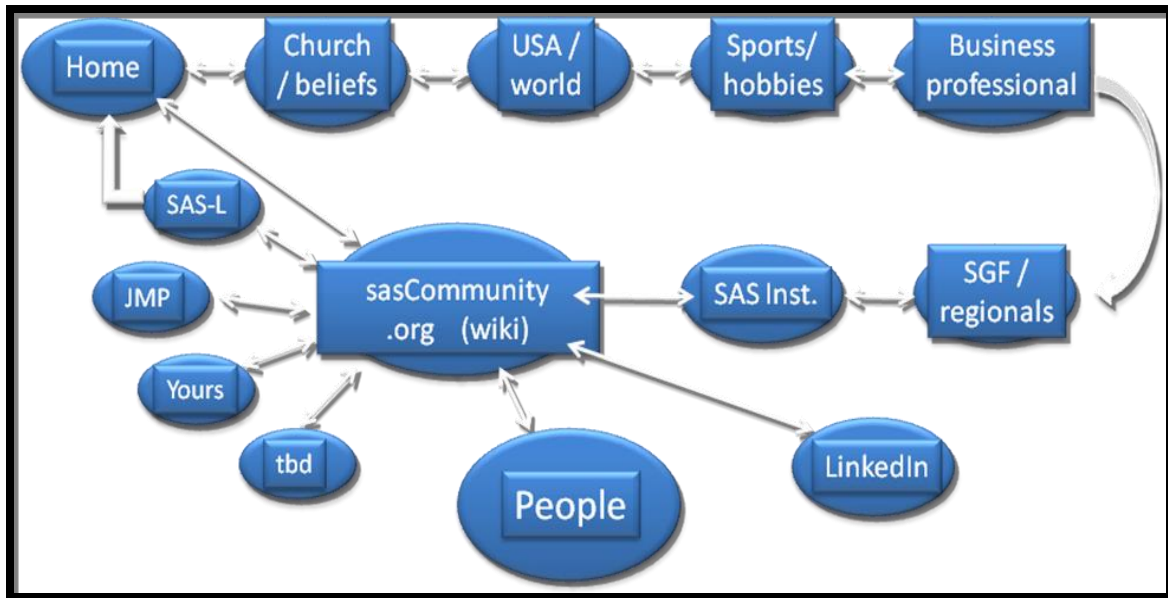 Home
Church
/ beliefs
USA /
world
Sports/
hobbies
Business
professional
SAS-L
JMP
Yours
tbd
sasCommunity
.org (wiki)
SAS Inst.
SGF /
regionals
People
LinkedIn